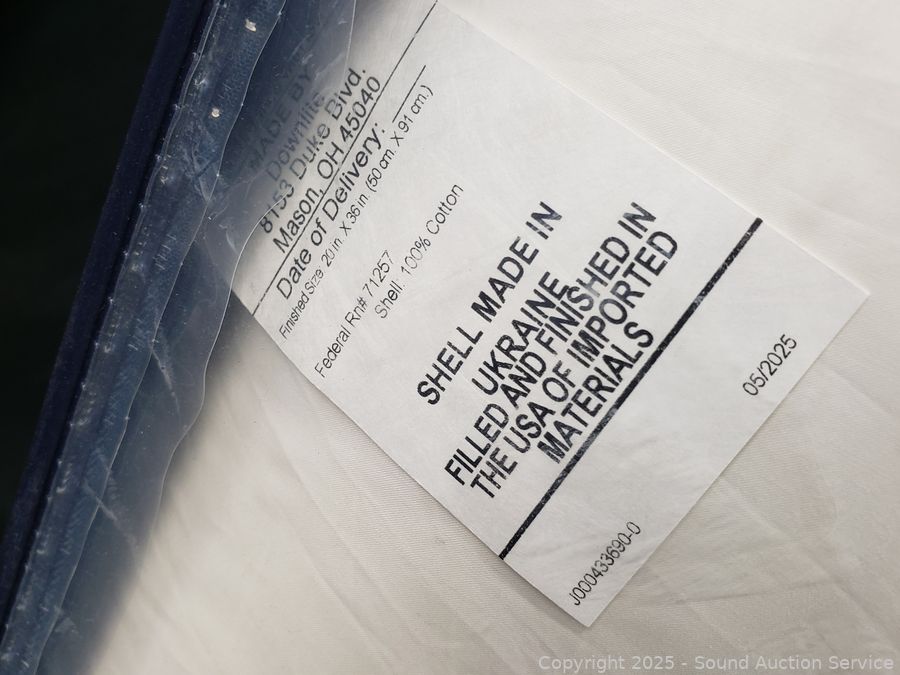 MADE BY
Downlite
8153 Duke Blvd.
Mason, OH 45040
Date of Delivery:
Finished Size 20 in. X 36 in. (50 cm. X 91 cm.)
Federal Rn# 71257
Shell: 100% Cotton
SHELL MADE IN
UKRAINE
FILLED AND FINISHED IN
THE USA OF IMPORTED
MATERIALS
05/2025
J000433690-0
Copyright 2025 - Sound Auction Service